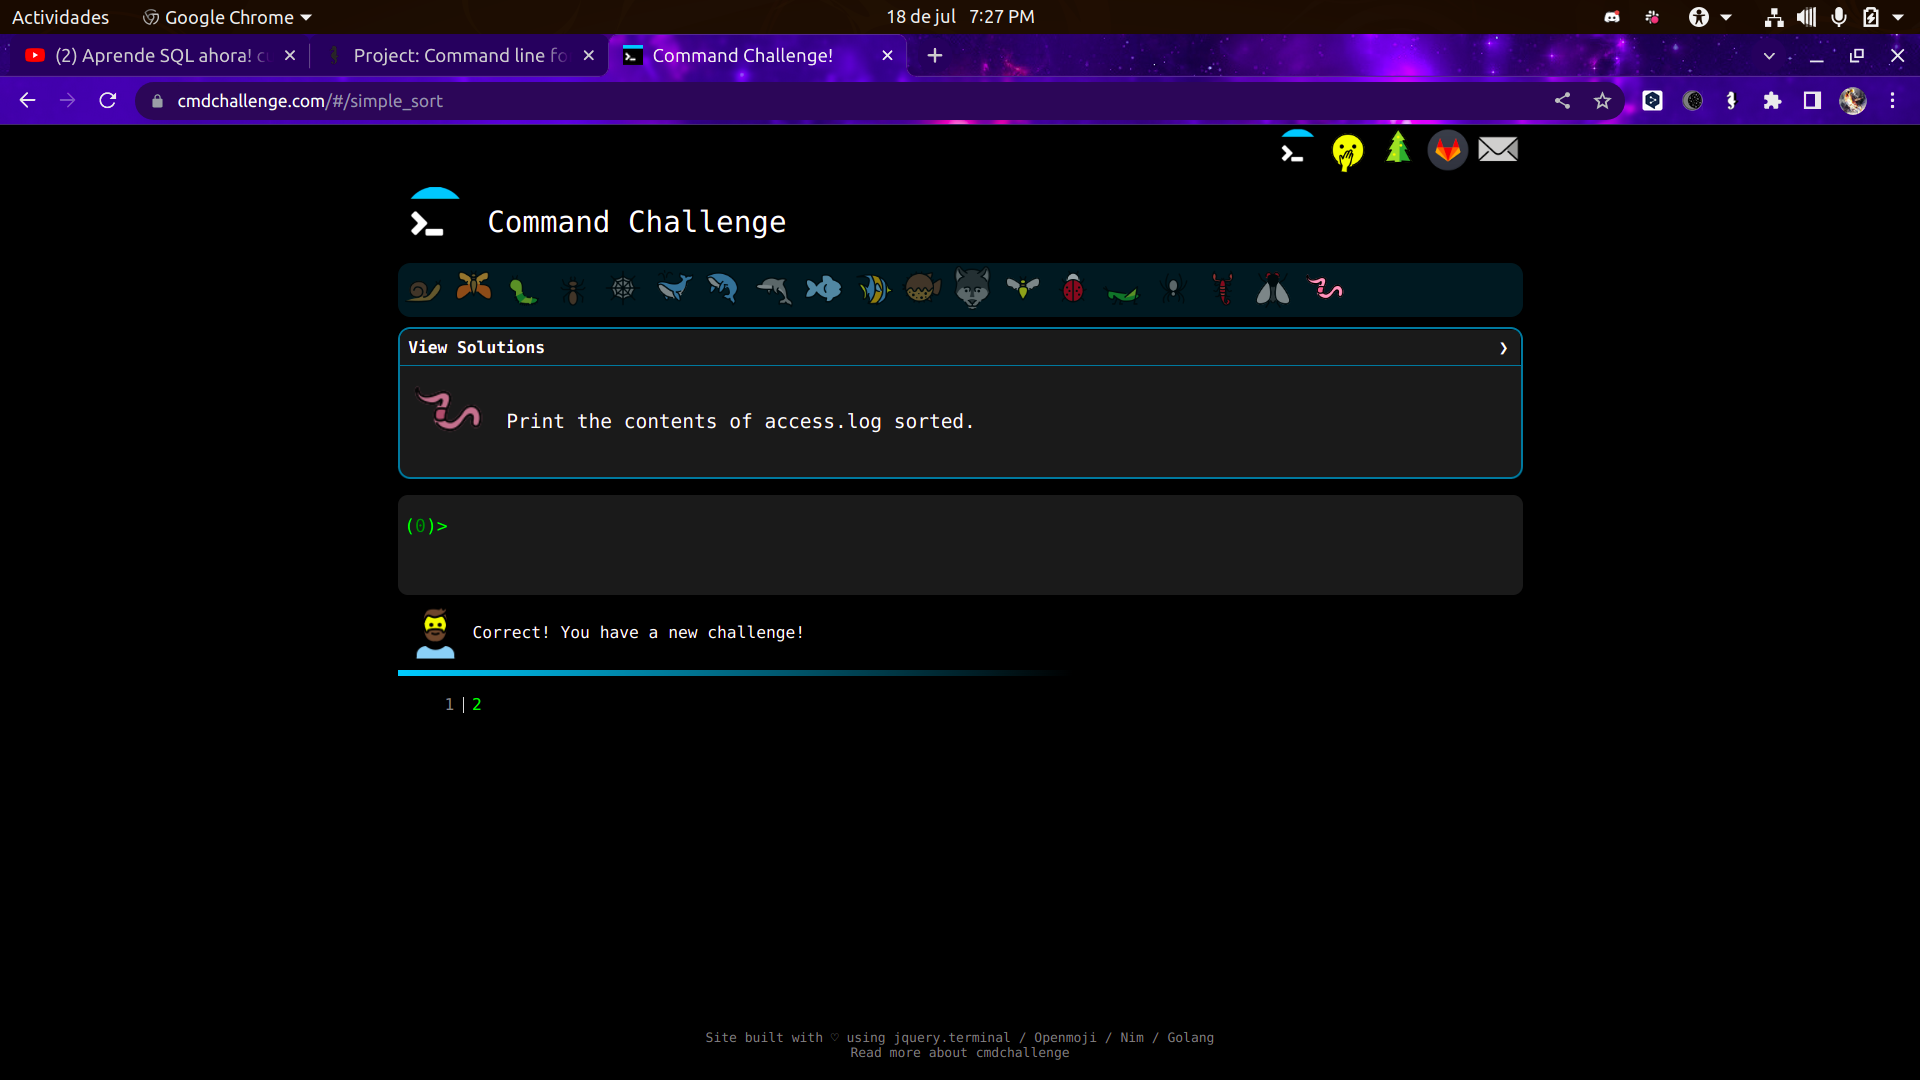 Actividades
Google Chrome
18 de jul 7:27 PM
(2) Aprende SQL ahora! cu
Project: Command line fo
Command Challenge!
cmdchallenge.com/#/simple_sort
Command Challenge
View Solutions
Print the contents of access.log sorted.
(0)>
Correct! You have a new challenge!
1 | 2
Site built with ♡ using jquery.terminal / Openmoji / Nim / Golang
Read more about cmdchallenge